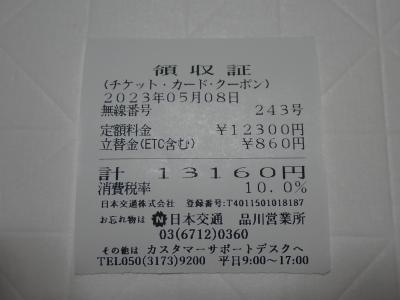 領収証
(チケット・カード・クーポン)
2023年05月08日
無線番号 243号
定額料金 ¥12300円
立替金(ETC含む) ¥860円
計 13160円
消費税率 10.0%
日本交通株式会社 登録番号:T4011501018187
お忘れ物は N 日本交通 品川営業所
03(6712)0360
その他は カスタマーサポートデスクへ
TEL050(3173)9200 平日9:00~17:00